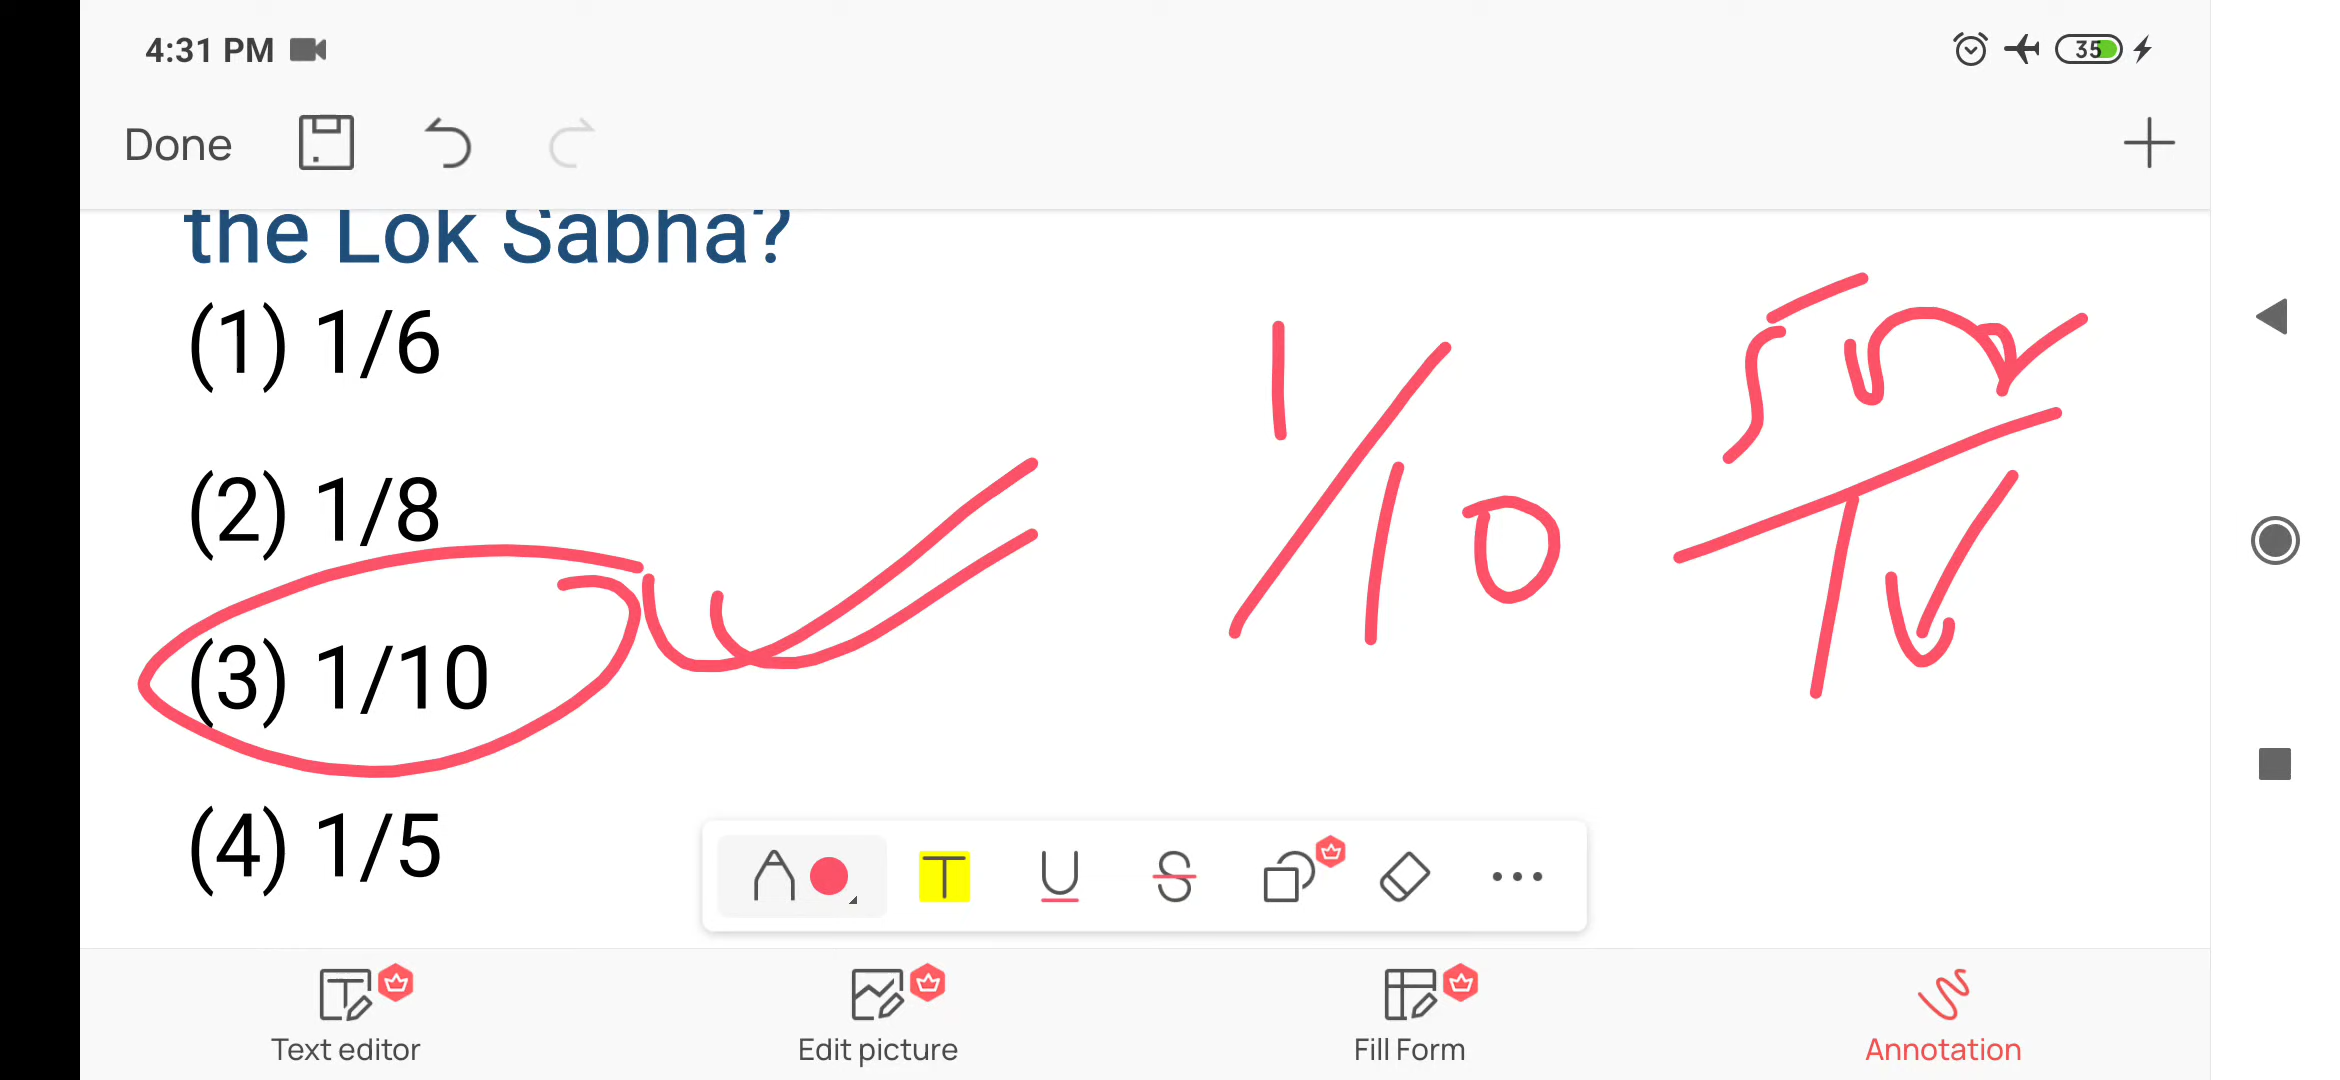 4:31 PM 35
Done
the Lok Sabha?
(1) 1/6
(2) 1/8
(3) 1/10
(4) 1/5
1/10
T U S
Text editor Edit picture Fill Form Annotation